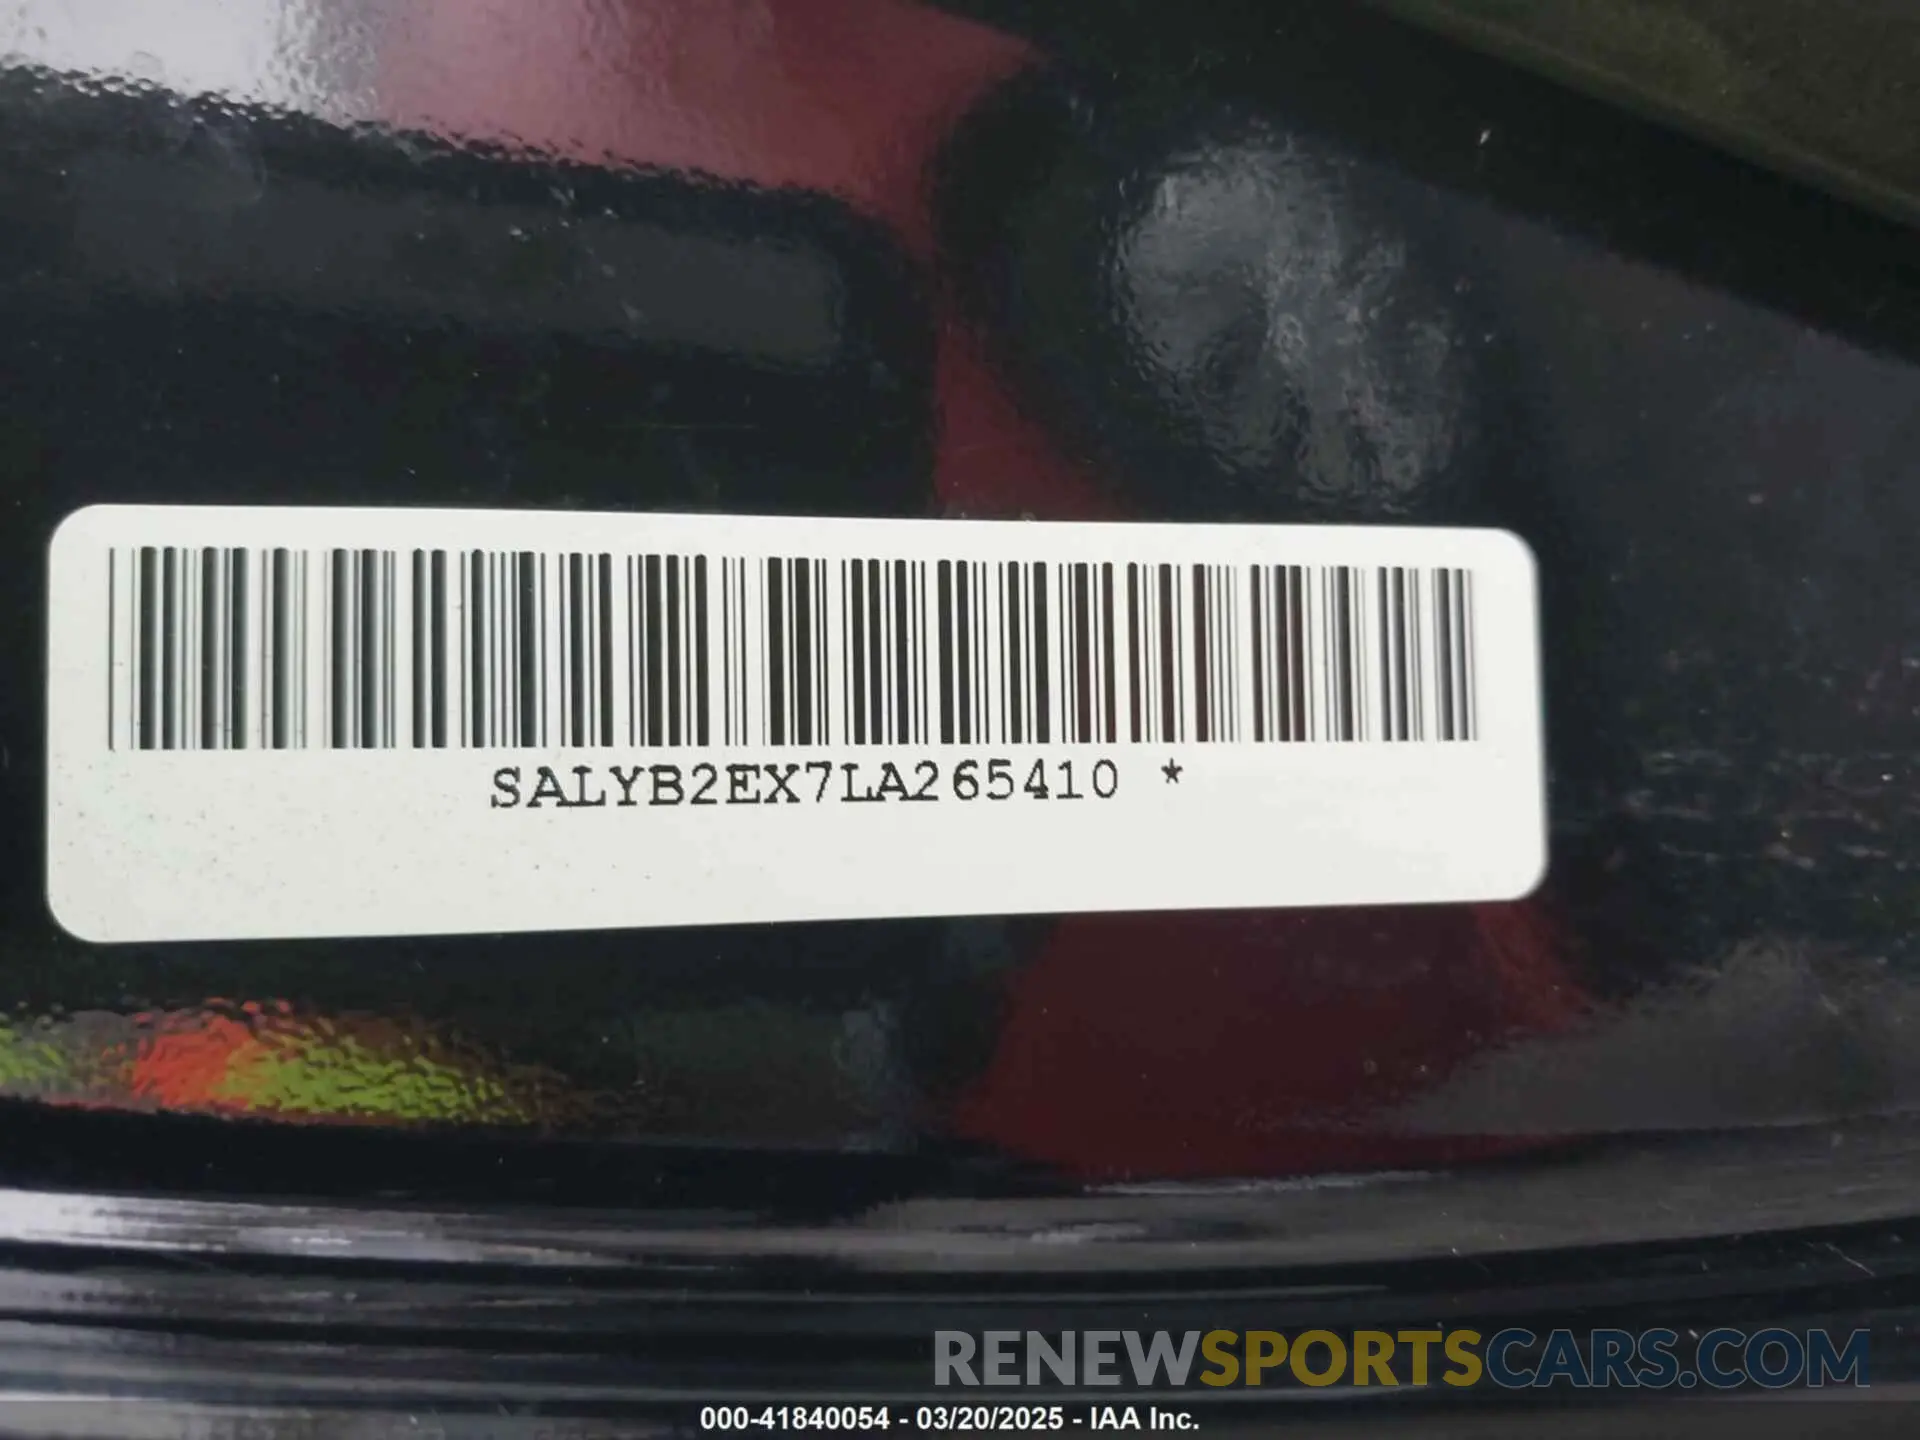 SALYB2EX7LA265410 *
RENEWSPORTSCARS.COM
000-41840054 - 03/20/2025 - IAA Inc.